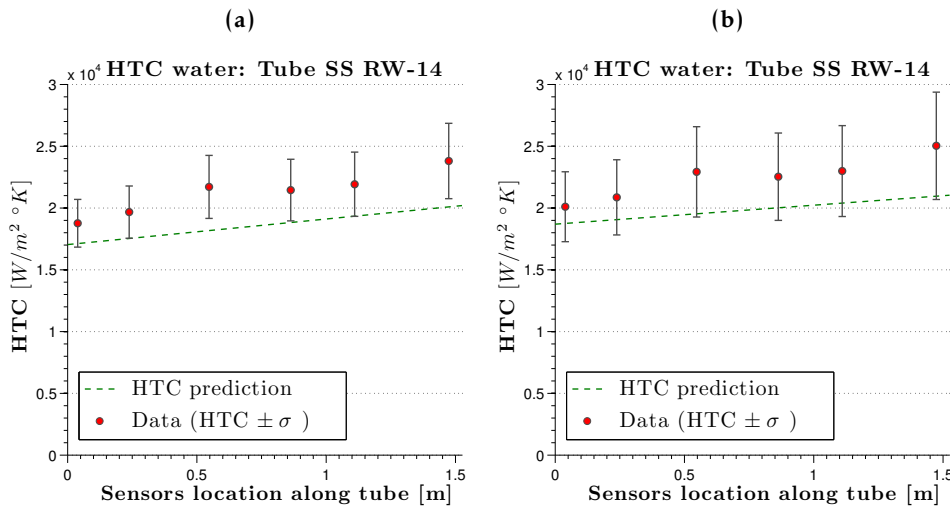 (a)
x 10⁴ HTC water: Tube SS RW-14
3
2.5
2
1.5
1
0.5
0
HTC [W/m² °K]
HTC prediction
Data (HTC ± σ )
0 0.5 1 1.5
Sensors location along tube [m]
(b)
x 10⁴ HTC water: Tube SS RW-14
3
2.5
2
1.5
1
0.5
0
HTC [W/m² °K]
HTC prediction
Data (HTC ± σ )
0 0.5 1 1.5
Sensors location along tube [m]